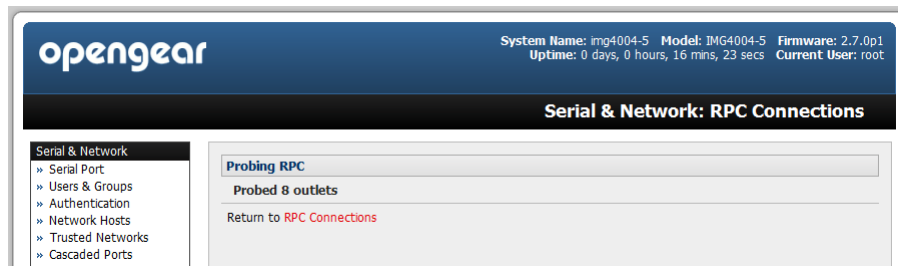 opengear
System Name: img4004-5 Model: IMG4004-5 Firmware: 2.7.0p1
Uptime: 0 days, 0 hours, 16 mins, 23 secs Current User: root
Serial & Network: RPC Connections
Serial & Network
» Serial Port
» Users & Groups
» Authentication
» Network Hosts
» Trusted Networks
» Cascaded Ports
Probing RPC
Probed 8 outlets
Return to RPC Connections